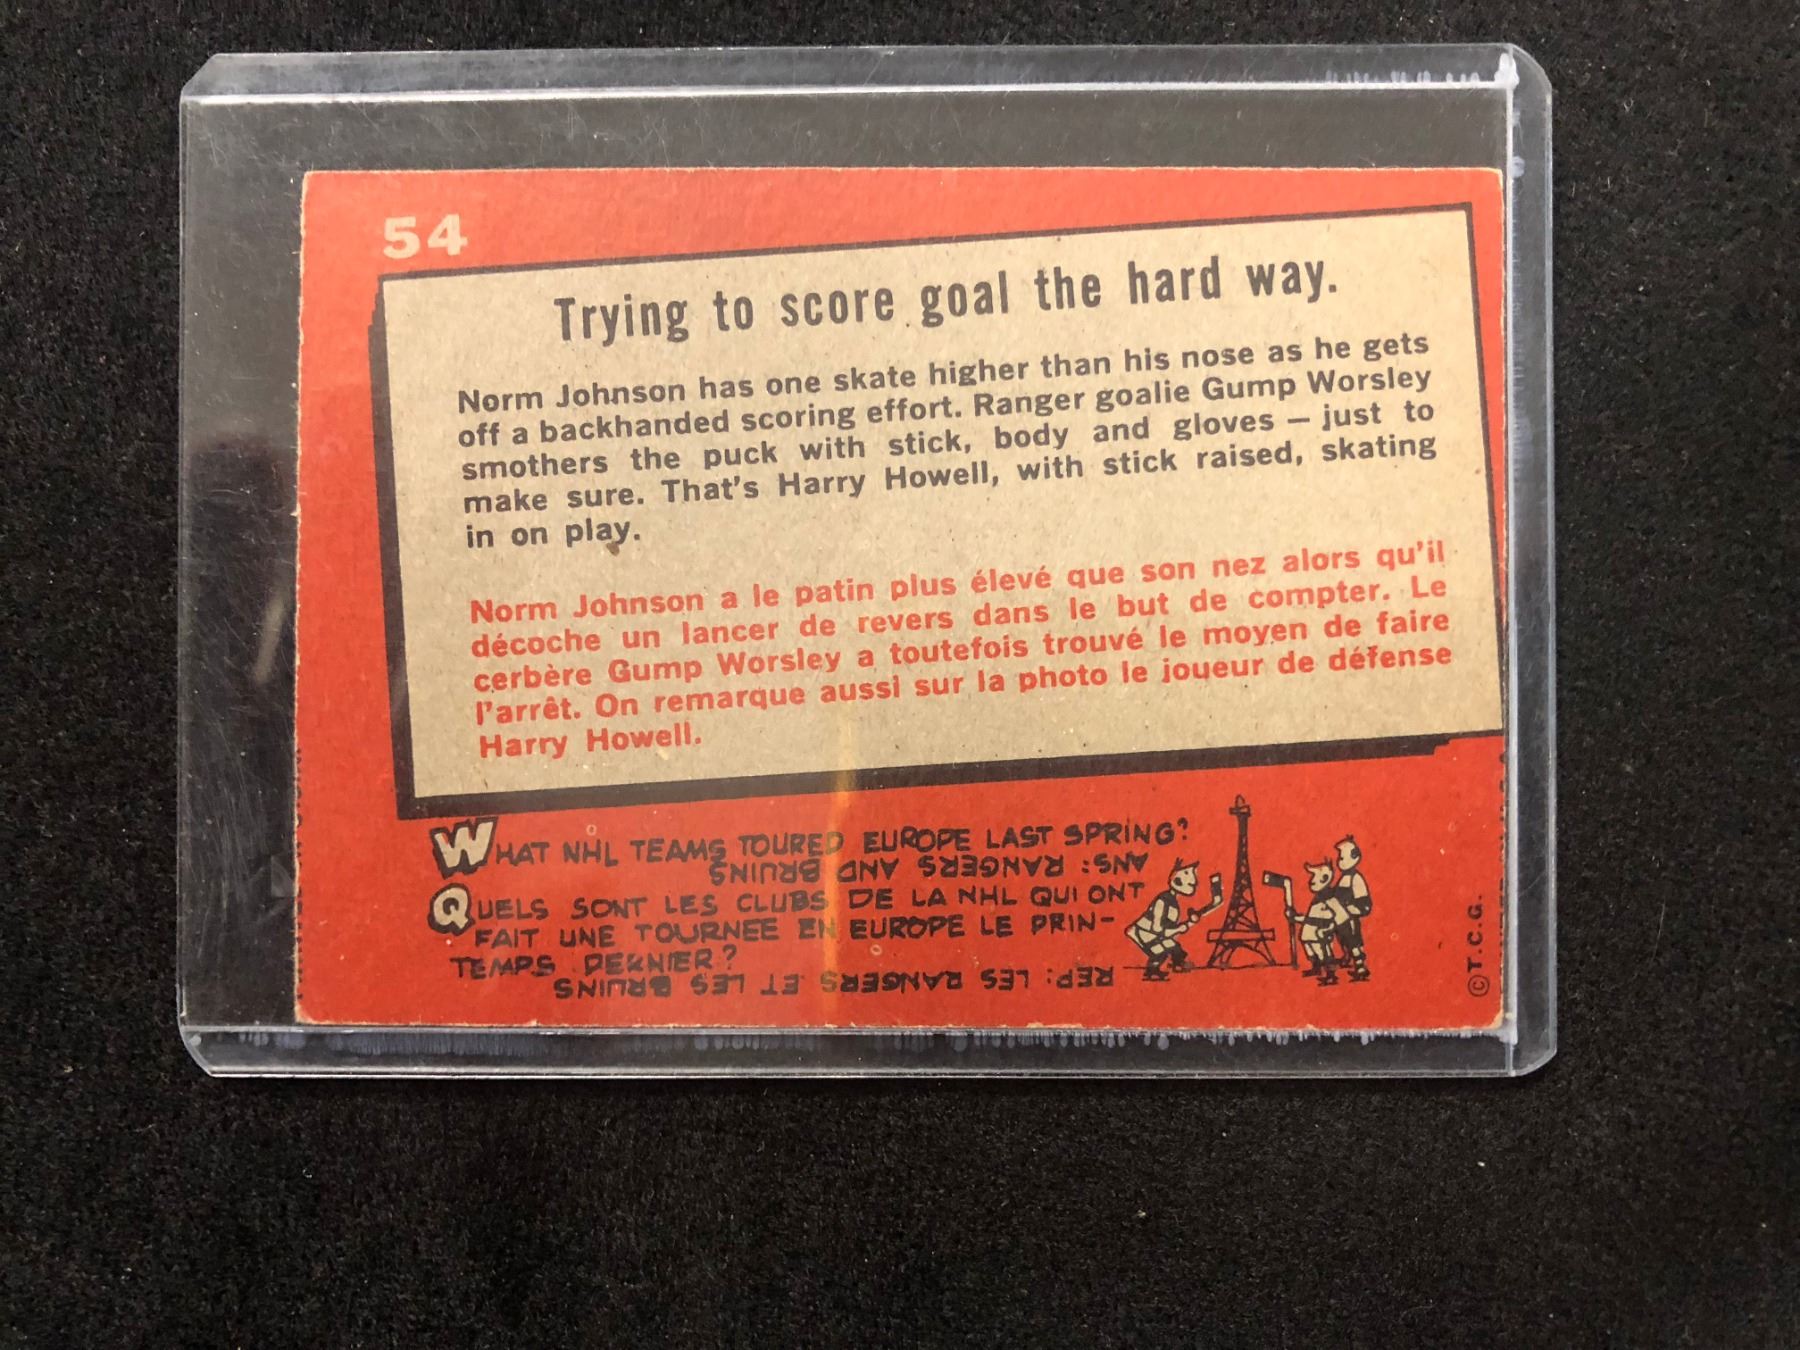 54
Trying to score goal the hard way.
Norm Johnson has one skate higher than his nose as he gets
off a backhanded scoring effort. Ranger goalie Gump Worsley
smothers the puck with stick, body and gloves — just to
make sure. That's Harry Howell, with stick raised, skating
in on play.
Norm Johnson a le patin plus élevé que son nez alors qu'il
décoche un lancer de revers dans le but de compter. Le
cerbère Gump Worsley a toutefois trouvé le moyen de faire
l'arrêt. On remarque aussi sur la photo le joueur de défense
Harry Howell.
WHAT NHL TEAMS TOURED EUROPE LAST SPRING?
ANS: RANGERS AND BRUINS
QUELS SONT LES CLUBS DE LA NHL QUI ONT
FAIT UNE TOURNEE EN EUROPE LE PRIN-
TEMPS DERNIER?
REP: LES RANGERS ET LES BRUINS
© T.C.G.